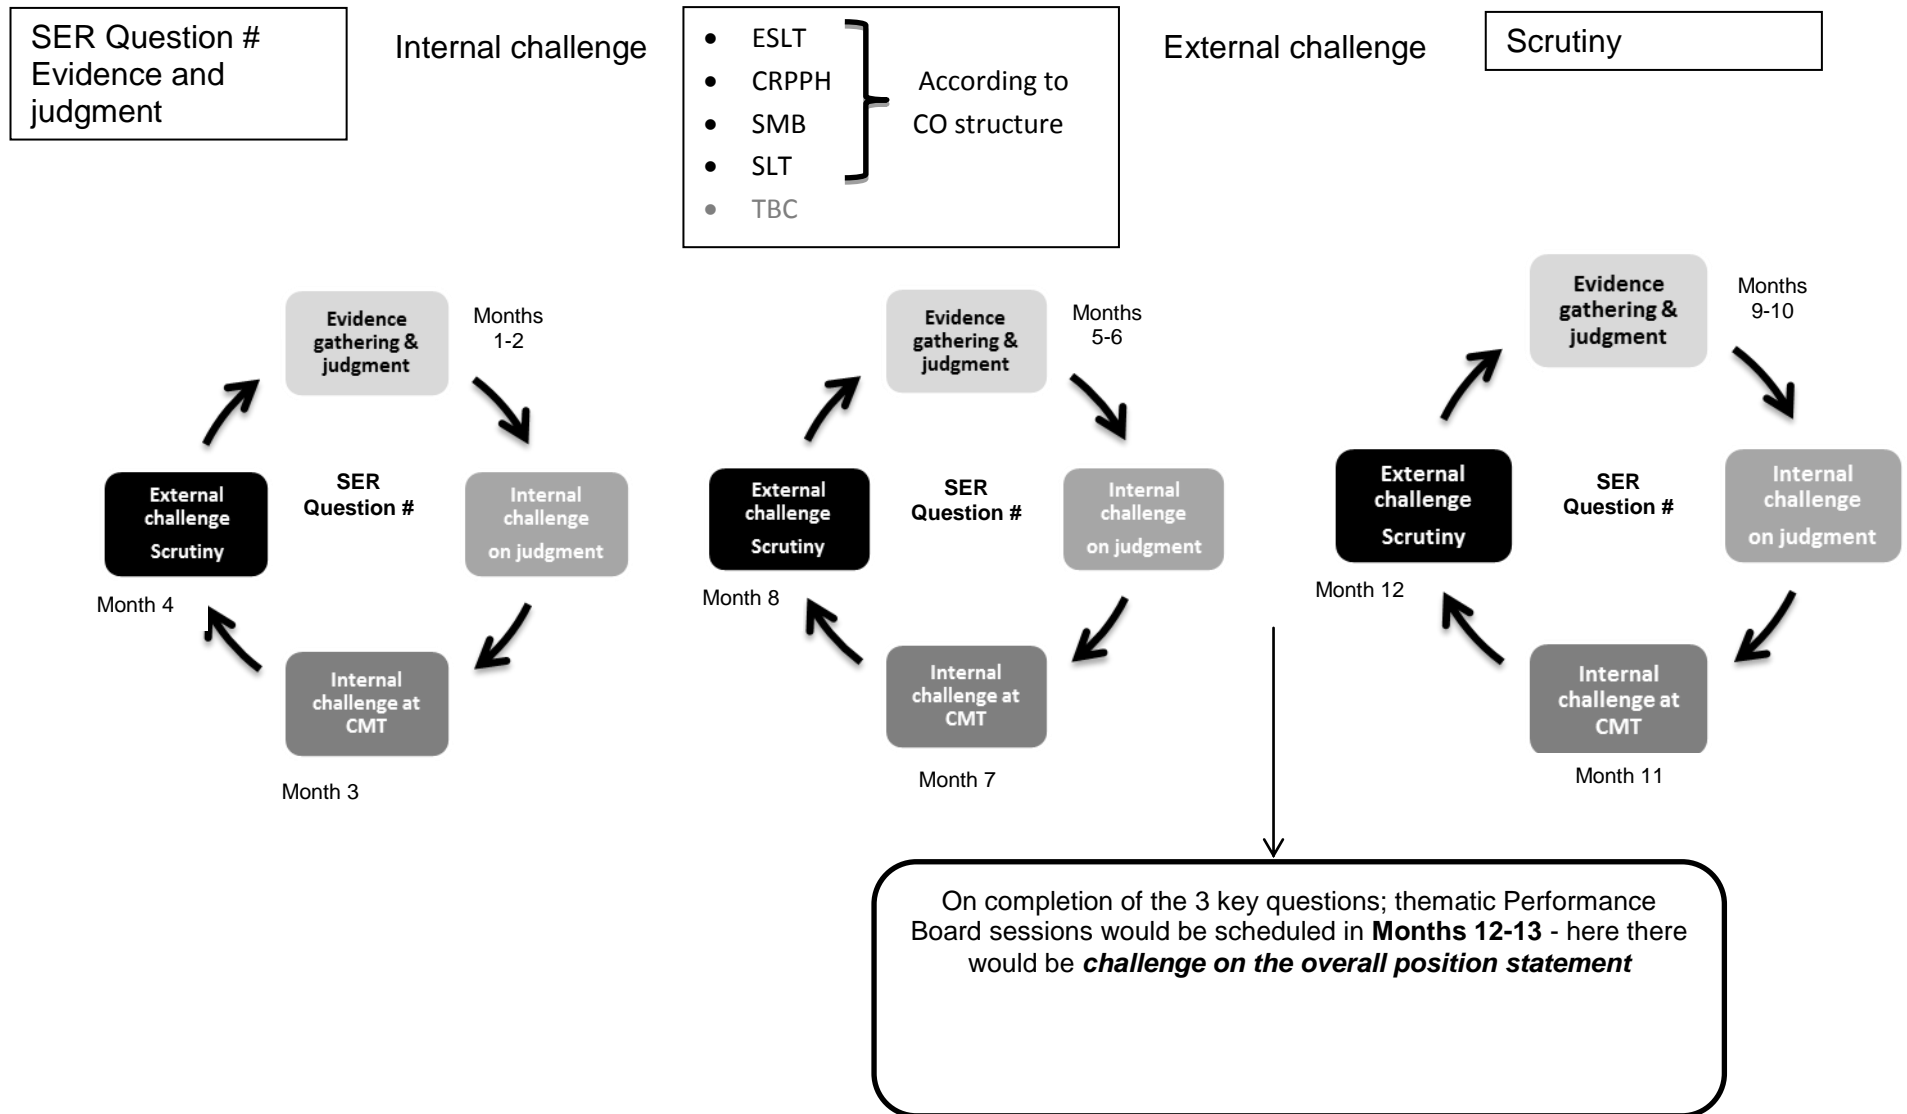 SER Question #
Evidence and
judgment
Internal challenge
• ESLT
• CRPPH
• SMB
• SLT
• TBC
According to
CO structure
External challenge
Scrutiny
Evidence
gathering &
judgment
Months
1-2
Internal
challenge
on judgment
Internal
challenge at
CMT
Month 3
External
challenge
Scrutiny
Month 4
SER
Question #
Evidence
gathering &
judgment
Months
5-6
Internal
challenge
on judgment
Internal
challenge at
CMT
Month 7
External
challenge
Scrutiny
Month 8
SER
Question #
Evidence
gathering &
judgment
Months
9-10
Internal
challenge
on judgment
Internal
challenge at
CMT
Month 11
External
challenge
Scrutiny
Month 12
SER
Question #
On completion of the 3 key questions; thematic Performance
Board sessions would be scheduled in Months 12-13 - here there
would be challenge on the overall position statement